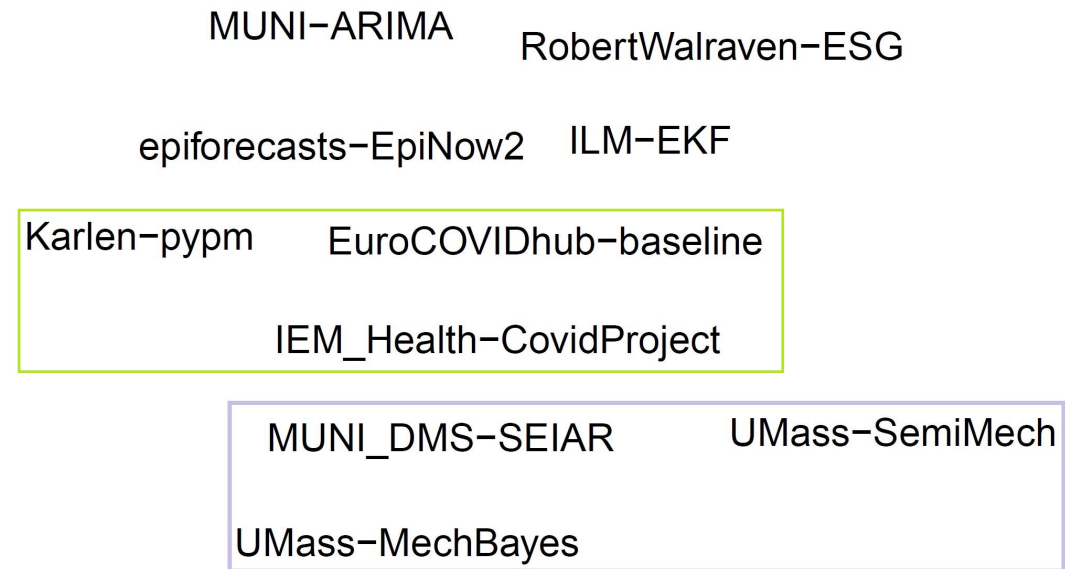 MUNI−ARIMA
RobertWalraven−ESG
epiforecasts−EpiNow2
ILM−EKF
Karlen−pypm
EuroCOVIDhub−baseline
IEM_Health−CovidProject
MUNI_DMS−SEIAR
UMass−SemiMech
UMass−MechBayes